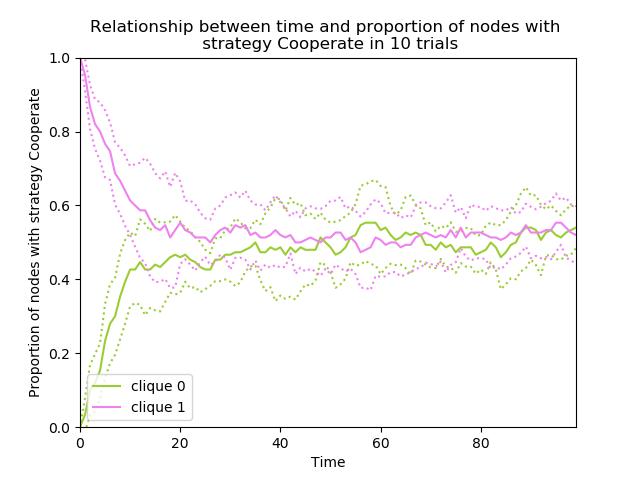 Relationship between time and proportion of nodes with
strategy Cooperate in 10 trials
Proportion of nodes with strategy Cooperate
1.0
0.8
0.6
0.4
0.2
0.0
clique 0
clique 1
0
20
40
60
80
Time